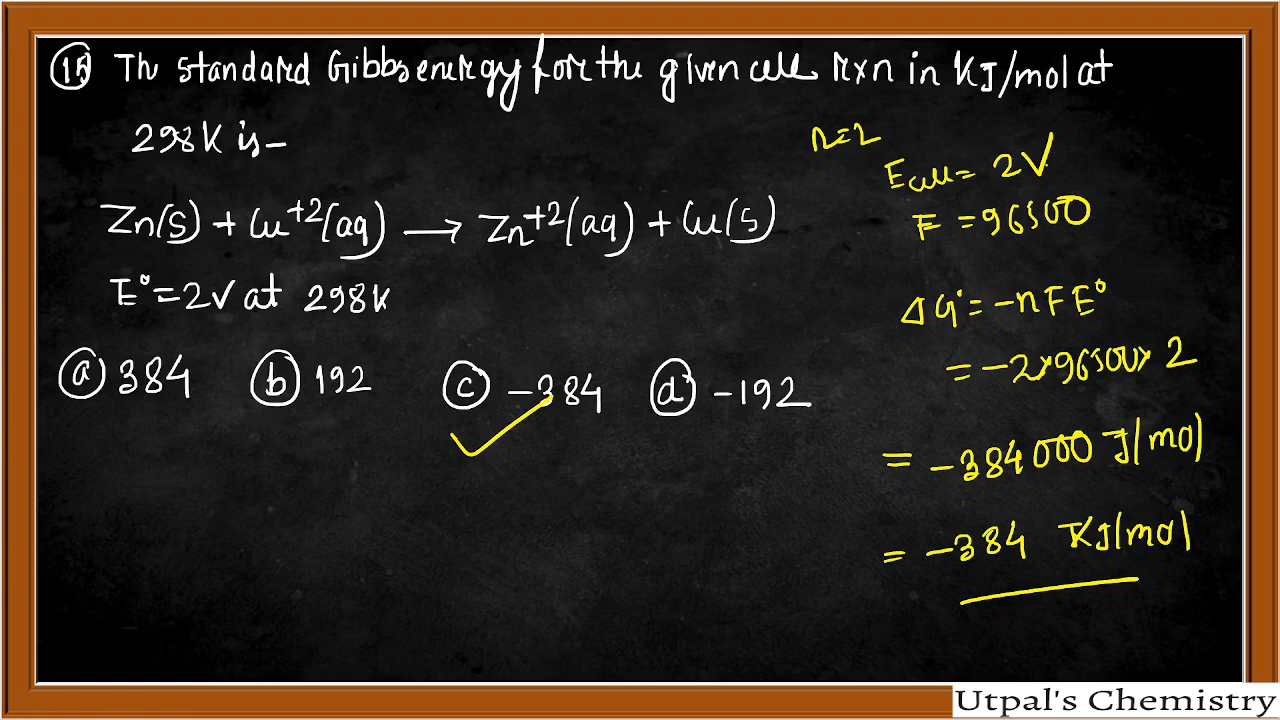 (15) The standard Gibbs energy for the given cell rxn in KJ/mol at
298K is-
Zn(s) + Cu+2(aq) → Zn+2(aq) + Cu(s)
E°=2V at 298K
(a) 384 (b) 192 (c) -384 (d) -192
n=2
Ecell = 2V
F = 96500
ΔG°= -nFE°
= -2×96500×2
= -384000 J/mol
= -384 KJ/mol
Utpal's Chemistry